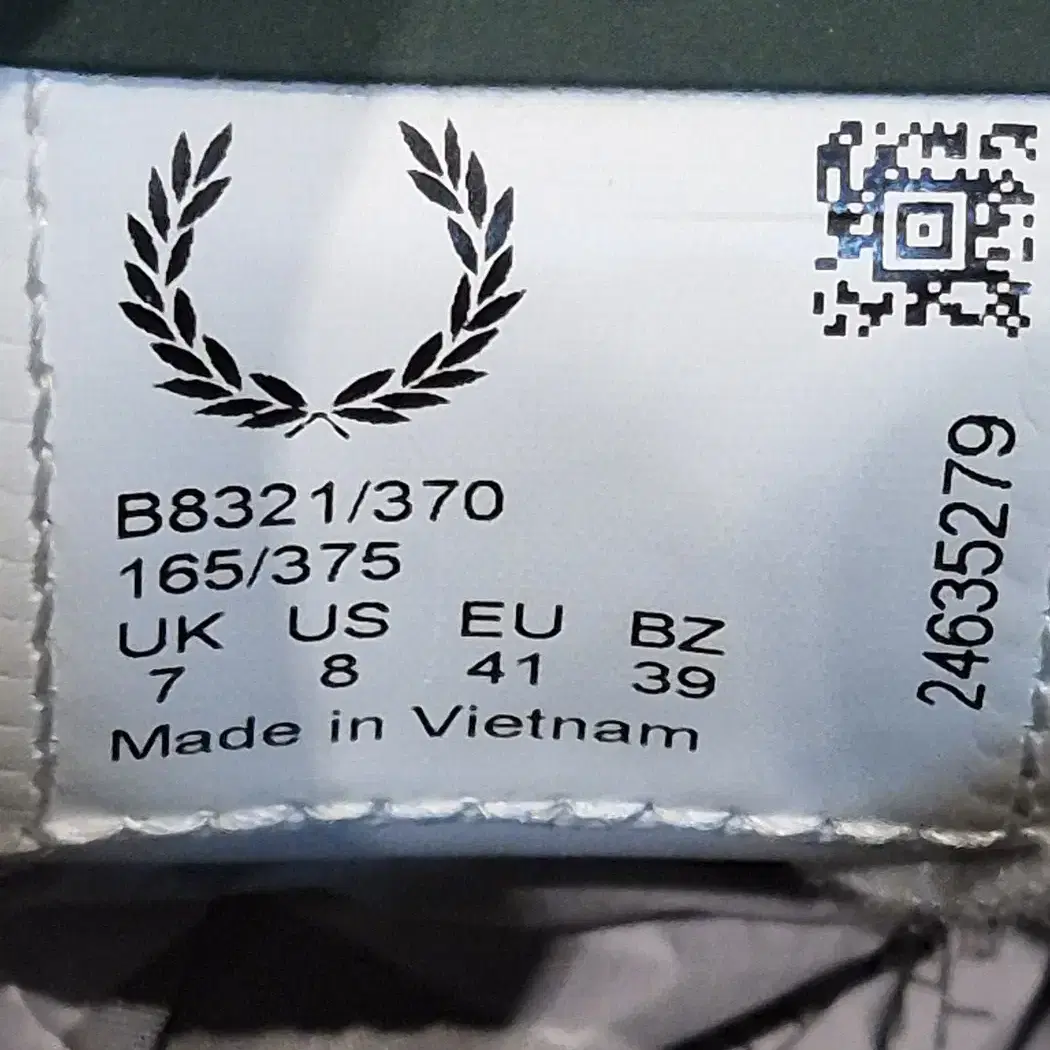 B8321/370
165/375
UK US EU BZ
7 8 41 39
Made in Vietnam
24635279